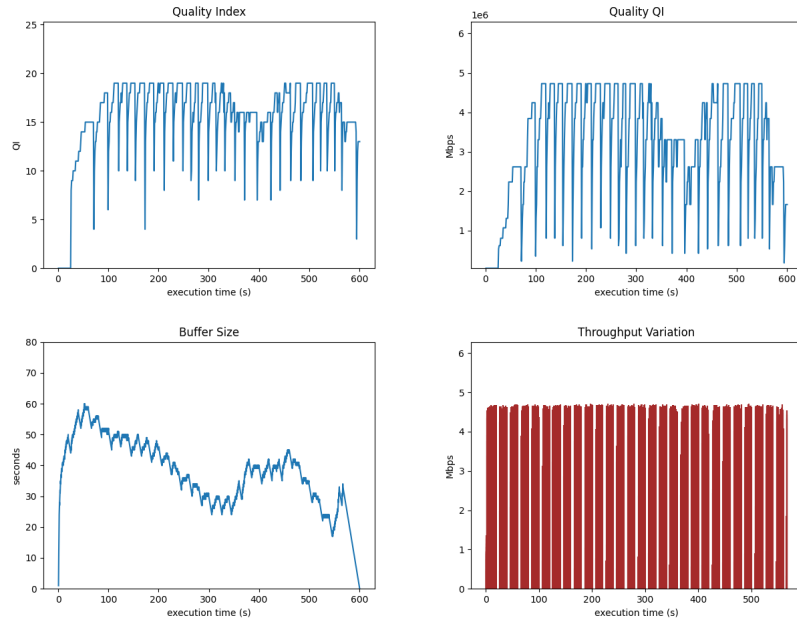 Quality Index
25
20
15
10
5
0
QI
0 100 200 300 400 500 600
execution time (s)
Quality QI
1e6
6
5
4
3
2
1
Mbps
0 100 200 300 400 500 600
execution time (s)
Buffer Size
80
70
60
50
40
30
20
10
0
seconds
0 100 200 300 400 500 600
execution time (s)
Throughput Variation
6
5
4
3
2
1
0
Mbps
0 100 200 300 400 500
execution time (s)